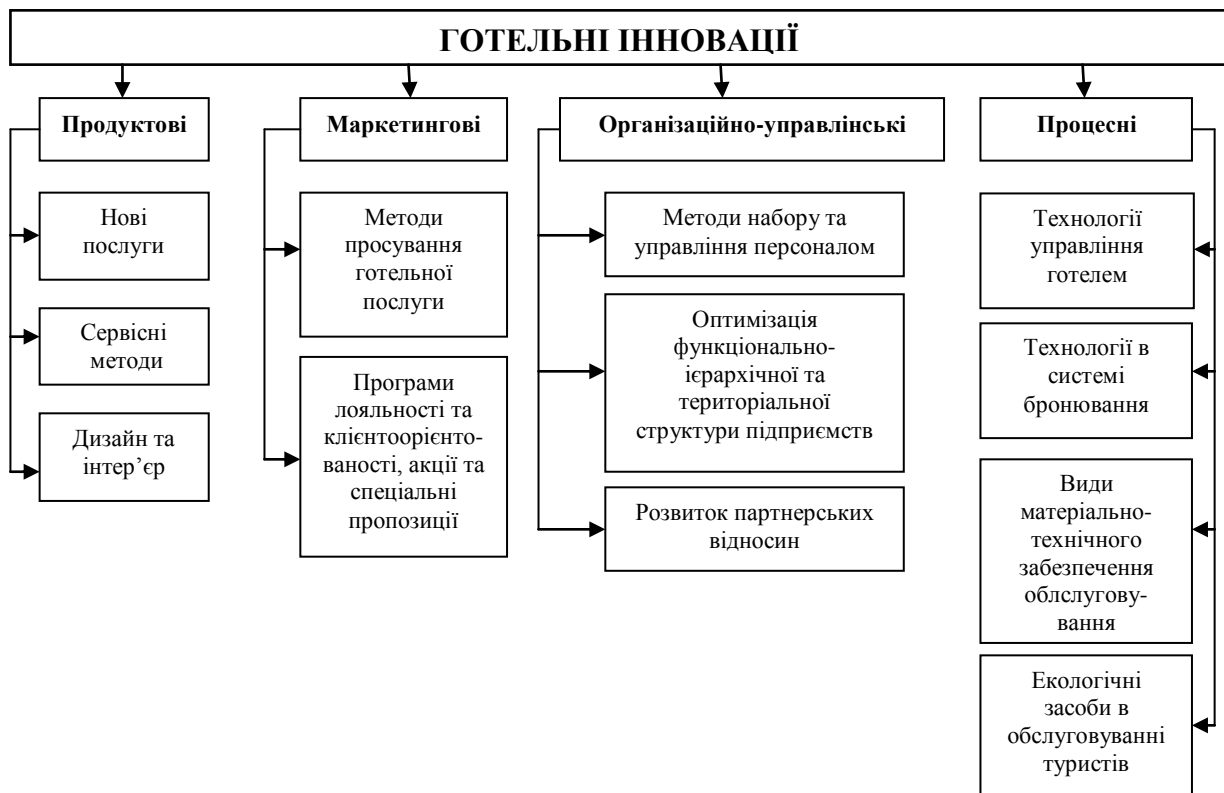 ГОТЕЛЬНІ ІННОВАЦІЇ
Продуктові
Нові
послуги
Сервісні
методи
Дизайн та
інтер’єр
Маркетингові
Методи
просування
готельної
послуги
Програми
лояльності та
клієнтоорієнто-
ваності, акції та
спеціальні
пропозиції
Організаційно-управлінські
Методи набору та
управління персоналом
Оптимізація
функціонально-
ієрархічної та
територіальної
структури підприємств
Розвиток партнерських
відносин
Процесні
Технології
управління
готелем
Технології в
системі
бронювання
Види
матеріально-
технічного
забезпечення
облслугову-
вання
Екологічні
засоби в
обслуговуванні
туристів